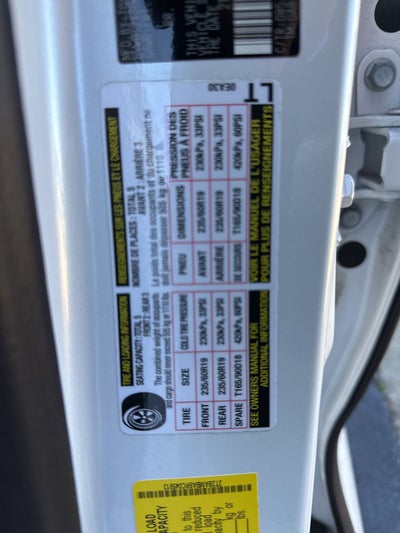 TIRE AND LOADING INFORMATION
SEATING CAPACITY: TOTAL 5
FRONT 2 : REAR 3
The combined weight of occupants
and cargo should never exceed 505 kg or 1110 lbs.
TIRE SIZE COLD TIRE PRESSURE
FRONT 235/60R19 230kPa, 33PSI
REAR 235/60R19 230kPa, 33PSI
SPARE T165/90D18 420kPa, 60PSI
SEE OWNERS MANUAL FOR
ADDITIONAL INFORMATION
RENSEIGNEMENTS SUR LES PNEUS ET LE CHARGEMENT
NOMBRE DE PLACES : TOTAL 5
AVANT 2 : ARRIÈRE 3
Le poids total des occupants et du chargement ne
doit jamais dépasser 505 kg ou 1110 lb.
PNEU DIMENSIONS PRESSION DES
PNEUS À FROID
AVANT 235/60R19 230kPa, 33PSI
ARRIÈRE 235/60R19 230kPa, 33PSI
DE SECOURS T165/90D18 420kPa, 60PSI
VOIR LE MANUEL DE L'USAGER
POUR PLUS DE RENSEIGNEMENTS
0EA30
LT
LOAD
reduced
load
kg
lbs